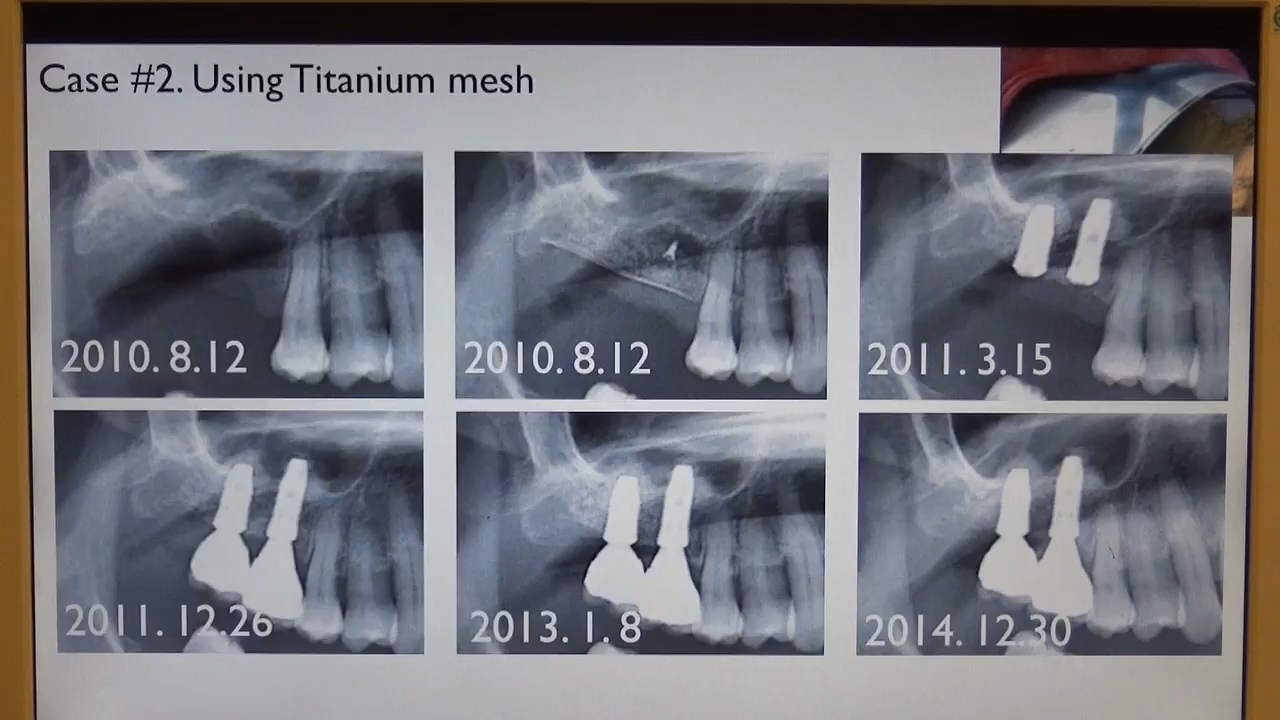 Case #2. Using Titanium mesh
2010. 8.12
2010. 8.12
2011. 3.15
2011. 12.26
2013. 1. 8
2014. 12.30